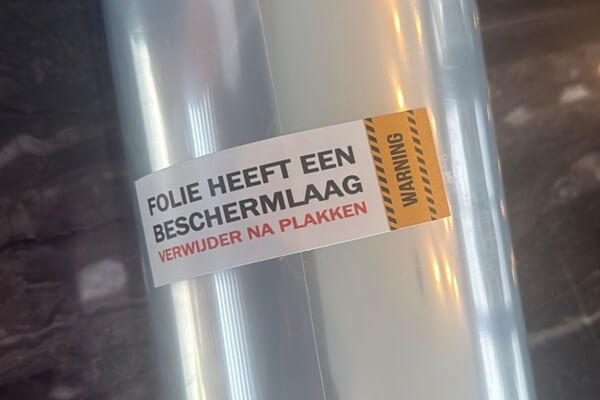 FOLIE HEEFT EEN
BESCHERMLAAG
VERWIJDER NA PLAKKEN
WARNING